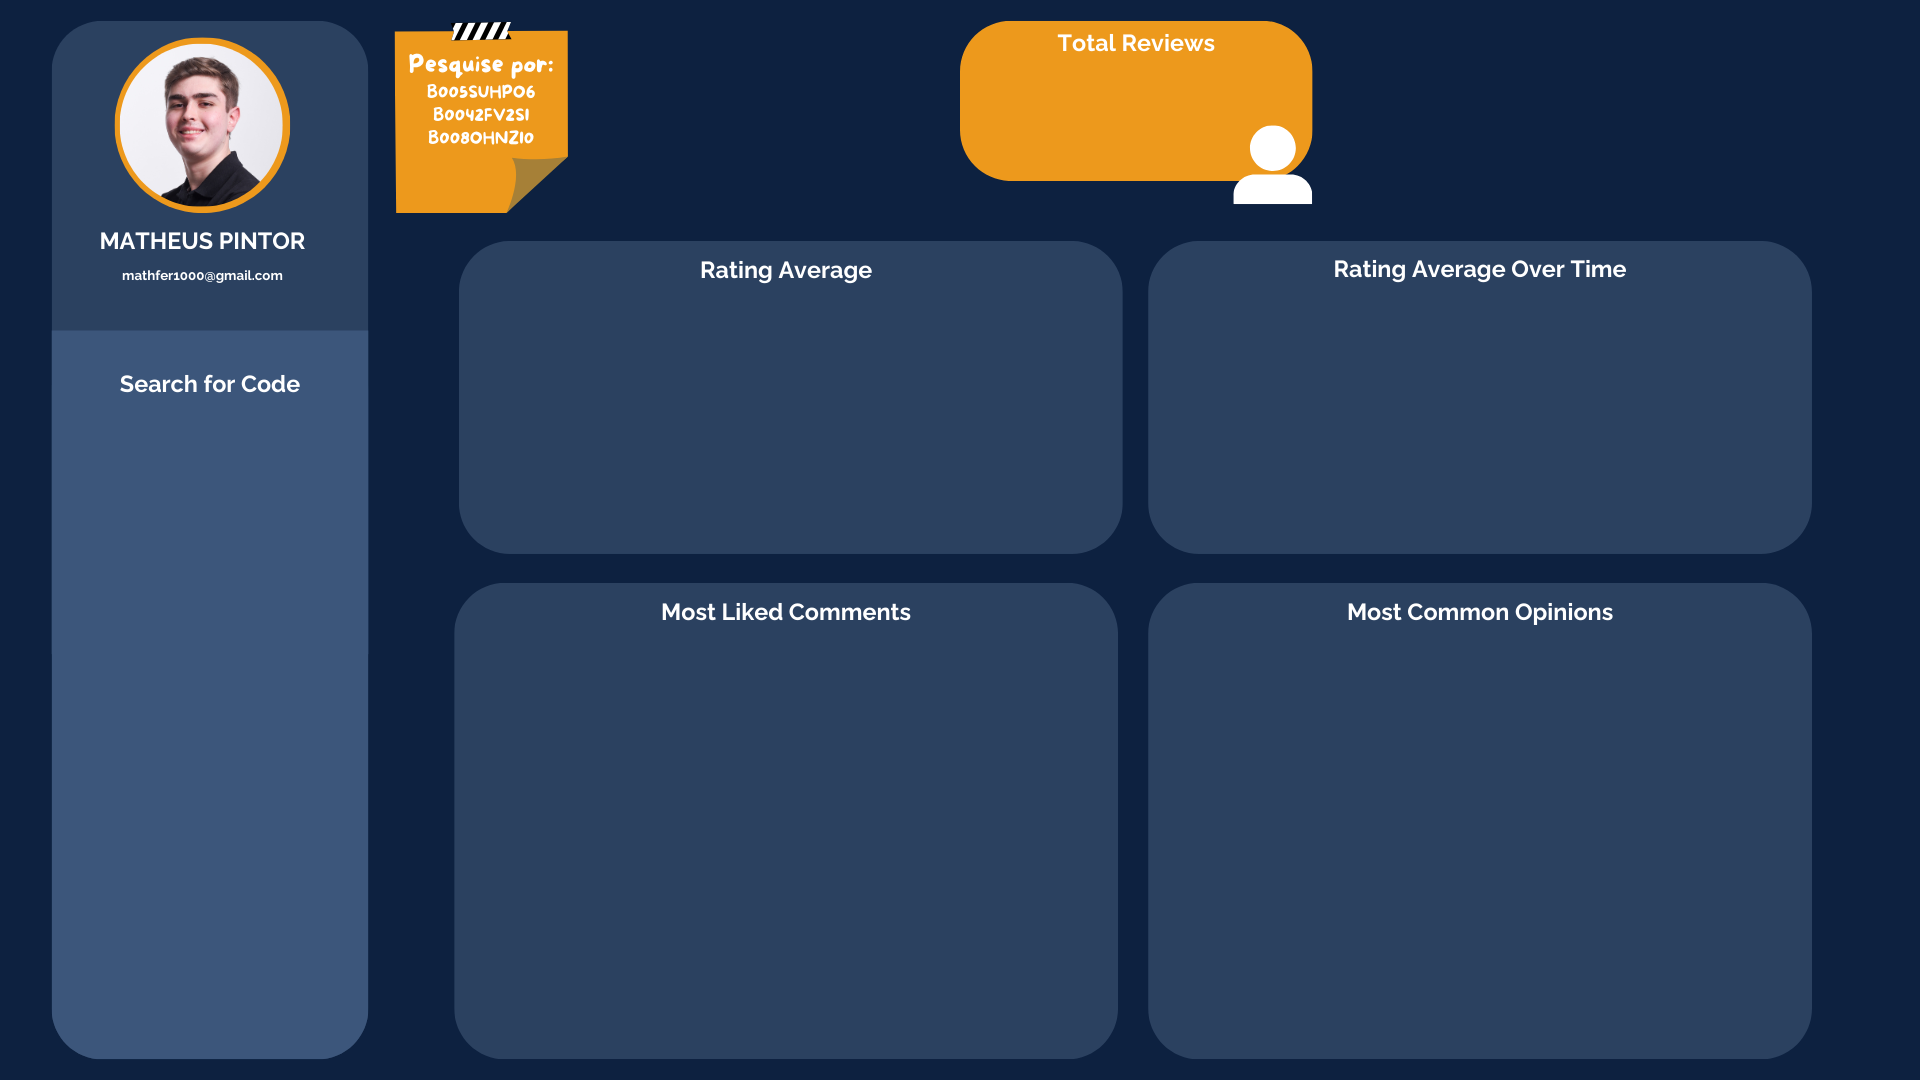 MATHEUS PINTOR
mathfer1000@gmail.com
Search for Code
Pesquise por:
B005SUHPO6
B0042FV2SI
B008OHNZI0
Total Reviews
Rating Average
Rating Average Over Time
Most Liked Comments
Most Common Opinions